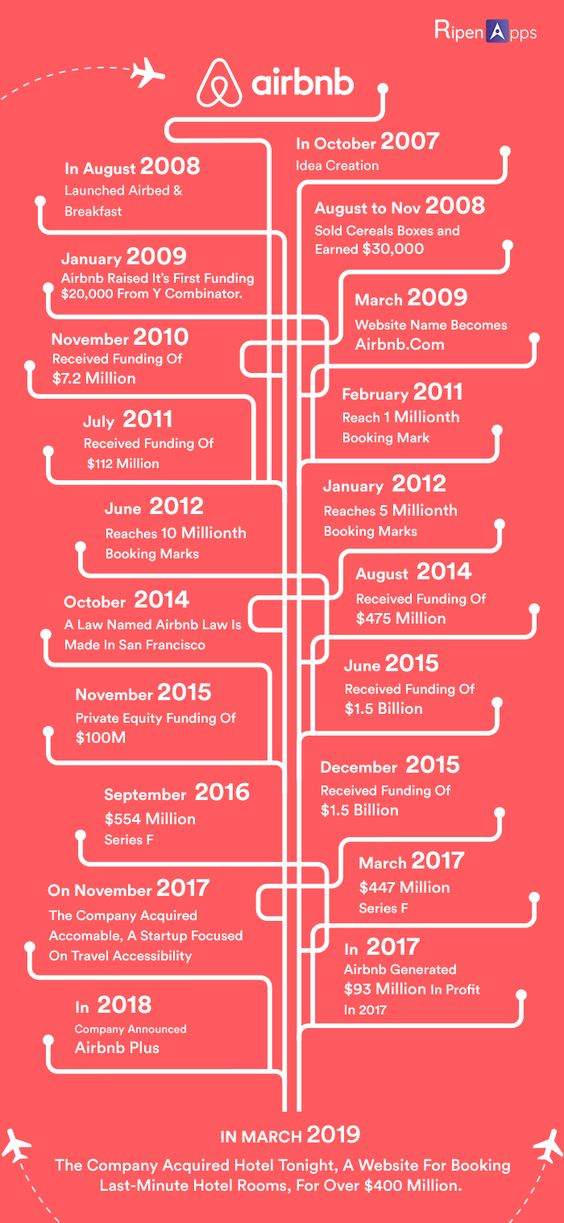 RipenApps
airbnb
In October 2007
Idea Creation
In August 2008
Launched Airbed &
Breakfast
August to Nov 2008
Sold Cereals Boxes and
Earned $30,000
January 2009
Airbnb Raised It's First Funding
$20,000 From Y Combinator.
March 2009
Website Name Becomes
Airbnb.Com
November 2010
Received Funding Of
$7.2 Million
February 2011
Reach 1 Millionth
Booking Mark
July 2011
Received Funding Of
$112 Million
January 2012
Reaches 5 Millionth
Booking Marks
June 2012
Reaches 10 Millionth
Booking Marks
August 2014
Received Funding Of
$475 Million
October 2014
A Law Named Airbnb Law Is
Made In San Francisco
June 2015
Received Funding Of
$1.5 Billion
November 2015
Private Equity Funding Of
$100M
December 2015
Received Funding Of
$1.5 Billion
September 2016
$554 Million
Series F
March 2017
$447 Million
Series F
On November 2017
The Company Acquired
Accomable, A Startup Focused
On Travel Accessibility
In 2017
Airbnb Generated
$93 Million In Profit
In 2017
In 2018
Company Announced
Airbnb Plus
IN MARCH 2019
The Company Acquired Hotel Tonight, A Website For Booking
Last-Minute Hotel Rooms, For Over $400 Million.